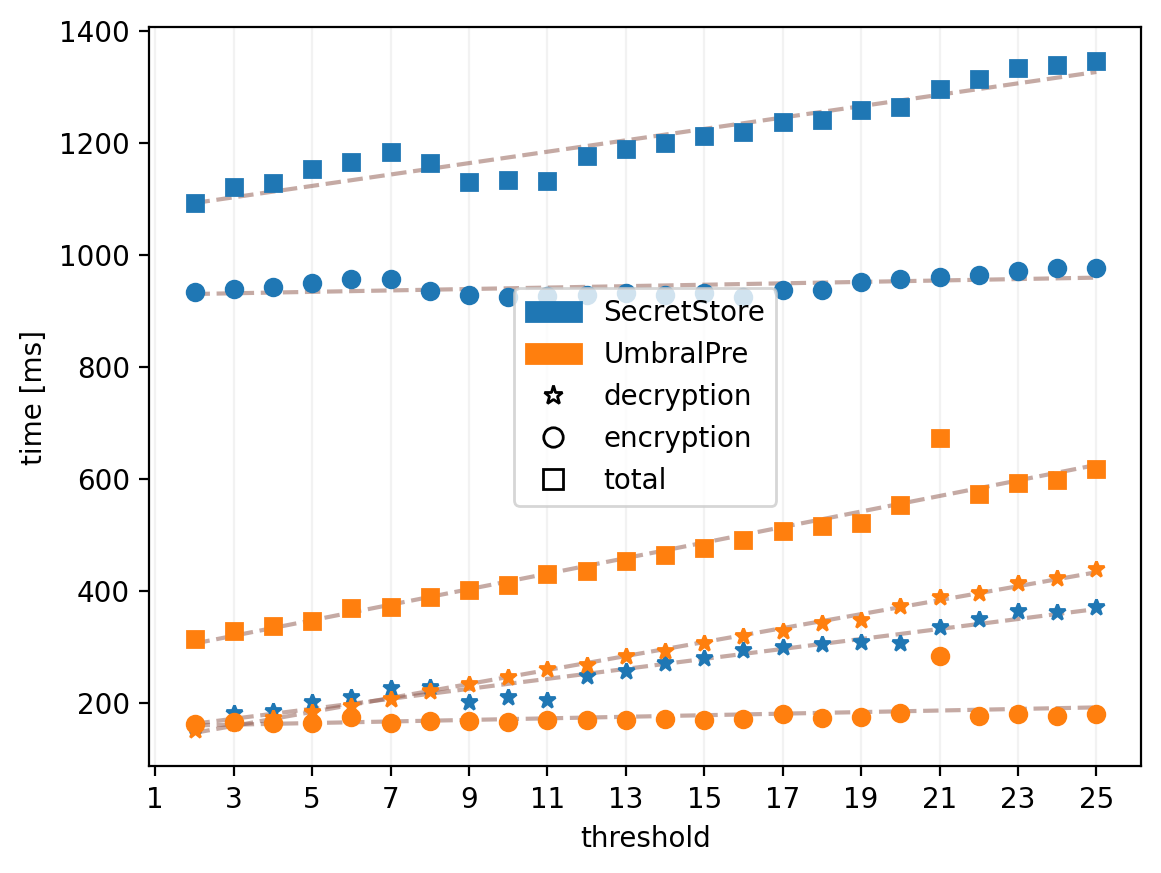 1400
1200
1000
800
600
400
200
time [ms]
SecretStore
UmbralPre
decryption
encryption
total
1 3 5 7 9 11 13 15 17 19 21 23 25
threshold